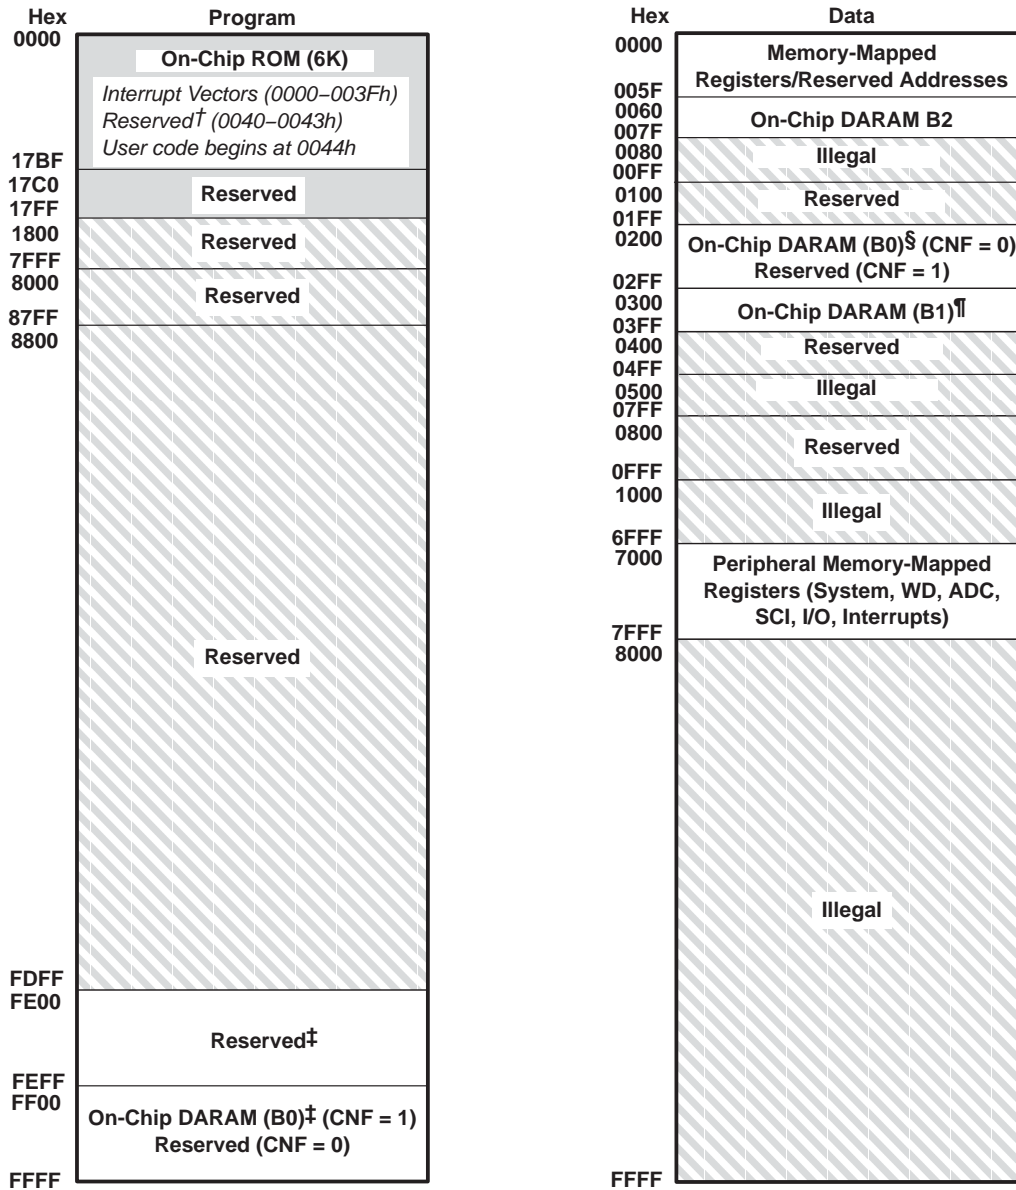 Hex Program
0000
On-Chip ROM (6K)
Interrupt Vectors (0000–003Fh)
Reserved† (0040–0043h)
User code begins at 0044h
17BF
17C0
Reserved
17FF
1800
Reserved
7FFF
8000
Reserved
87FF
8800
Reserved
FDFF
FE00
Reserved‡
FEFF
FF00
On-Chip DARAM (B0)‡ (CNF = 1)
Reserved (CNF = 0)
FFFF
Hex Data
0000
Memory-Mapped
Registers/Reserved Addresses
005F
0060
On-Chip DARAM B2
007F
0080
Illegal
00FF
0100
Reserved
01FF
0200
On-Chip DARAM (B0)§ (CNF = 0)
Reserved (CNF = 1)
02FF
0300
On-Chip DARAM (B1)¶
03FF
0400
Reserved
04FF
0500
Illegal
07FF
0800
Reserved
0FFF
1000
Illegal
6FFF
7000
Peripheral Memory-Mapped
Registers (System, WD, ADC,
SCI, I/O, Interrupts)
7FFF
8000
Illegal
FFFF